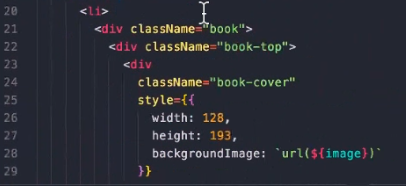 20 <li>
21 <div className="book">
22 <div className="book-top">
23 <div
24 className="book-cover"
25 style={{
26 width: 128,
27 height: 193,
28 backgroundImage: `url(${image})`
29 }}